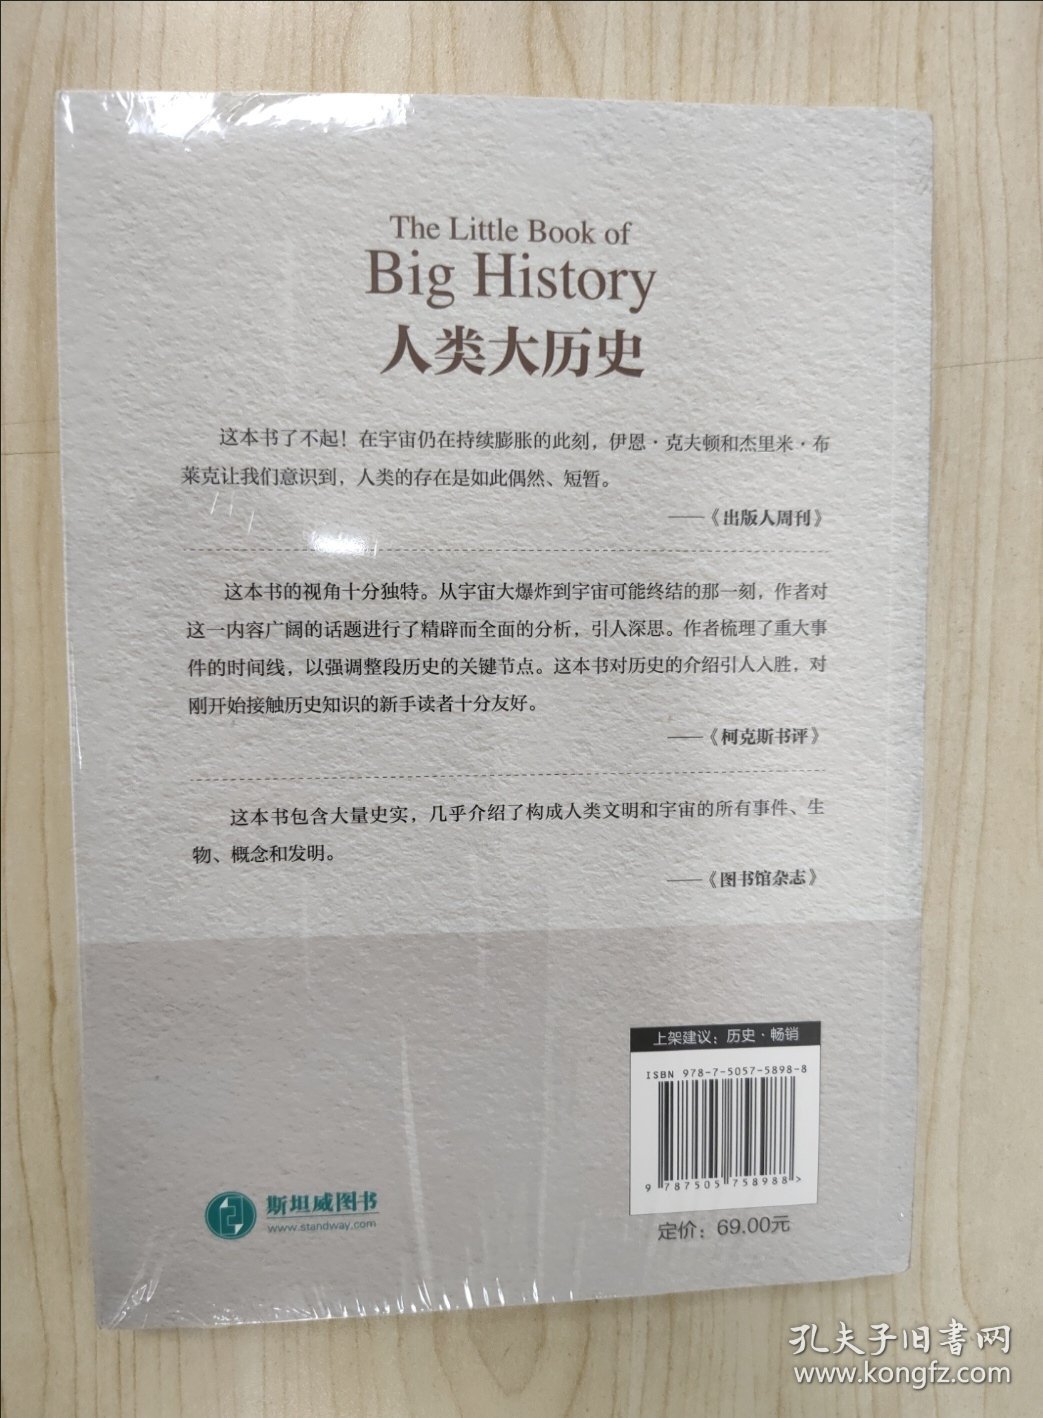 The Little Book of
Big History
人类大历史
这本书了不起！在宇宙仍在持续膨胀的此刻，伊恩·克夫顿和杰里米·布
莱克让我们意识到，人类的存在是如此偶然、短暂。
——《出版人周刊》
这本书的视角十分独特。从宇宙大爆炸到宇宙可能终结的那一刻，作者对
这一内容广阔的话题进行了精辟而全面的分析，引人深思。作者梳理了重大事
件的时间线，以强调整段历史的关键节点。这本书对历史的介绍引人入胜，对
刚开始接触历史知识的新手读者十分友好。
——《柯克斯书评》
这本书包含大量史实，几乎介绍了构成人类文明和宇宙的所有事件、生
物、概念和发明。
——《图书馆杂志》
上架建议：历史·畅销
ISBN 978-7-5057-5898-8
9 787505 758988 >
定价：69.00元
斯坦威图书
www.standway.com
孔夫子旧書网
www.kongfz.com